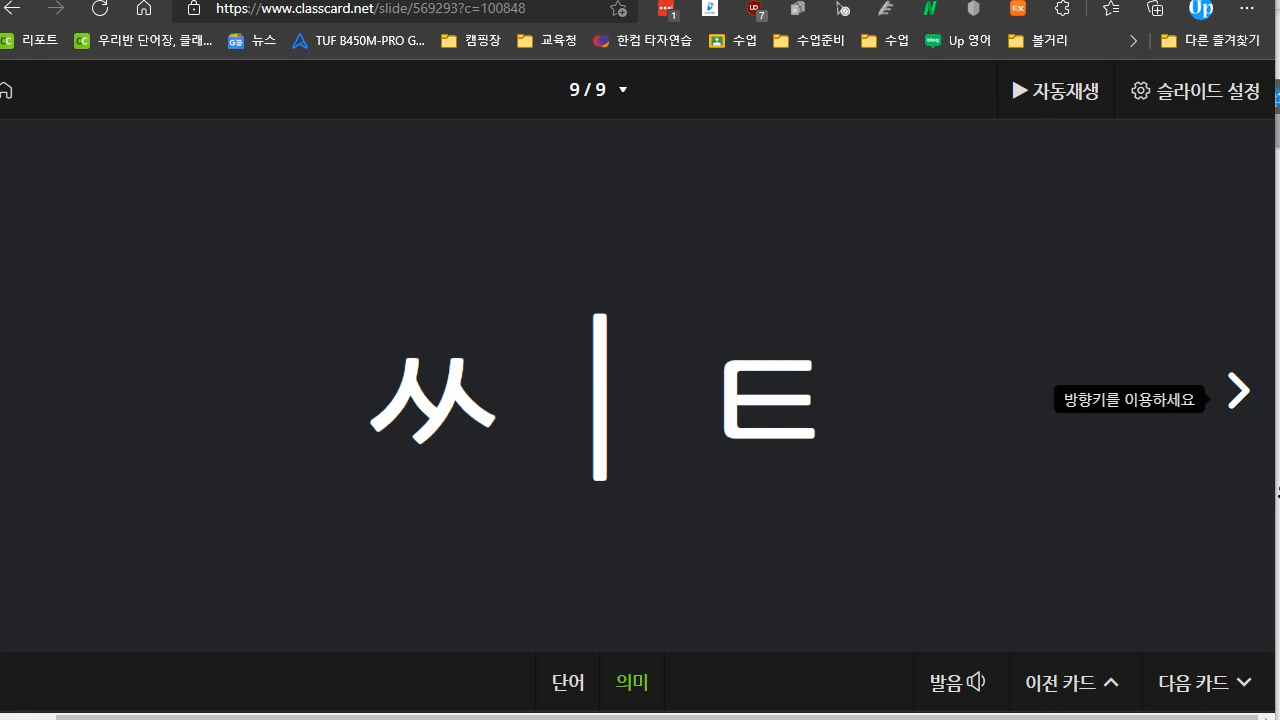 https://www.classcard.net/slide/569293?c=100848
1
7
리포트 우리반 단어장, 클래... 뉴스 TUF B450M-PRO G... 캠핑장 교육청 한컴 타자연습 수업 수업준비 수업 Up 영어 볼거리 다른 즐겨찾기
9 / 9 자동재생 슬라이드 설정
ㅆ ㅣ ㅌ
방향키를 이용하세요
단어 의미 발음 이전 카드 다음 카드